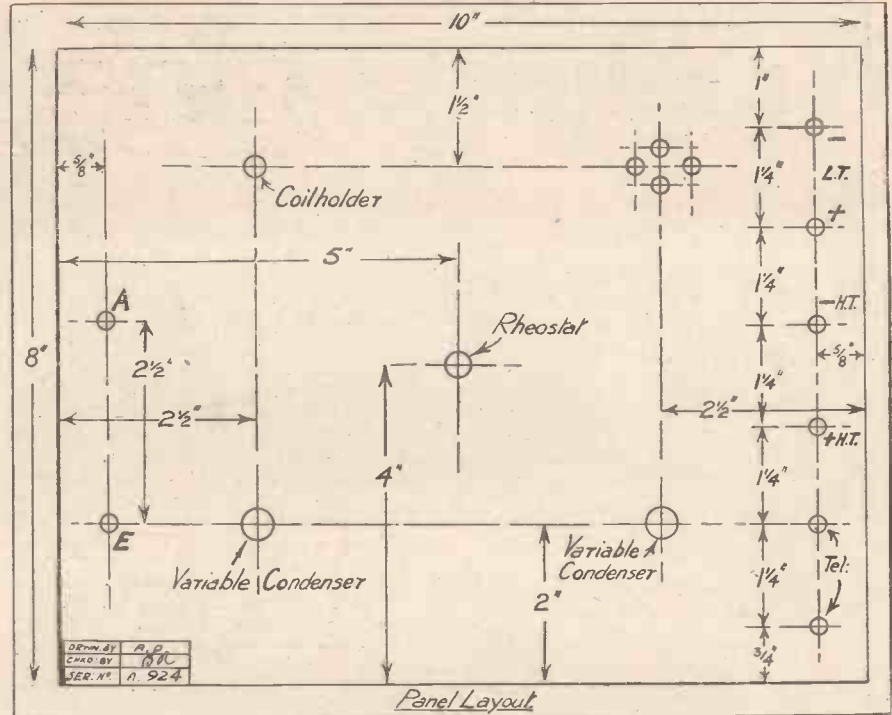 10"
1½"
1"
⅝"
Coilholder
1¼"
−
L.T.
+
5"
8"
A
2½"
Rheostat
1¼"
−H.T.
⅝"
1¼"
2½"
2½"
4"
+H.T.
1¼"
E
Variable Condenser
Variable
Condenser
2"
Tel:
1¼"
¾"
DRWN. BY A.P.
CHKD: BY
SER: Nº A. 924
Panel Layout